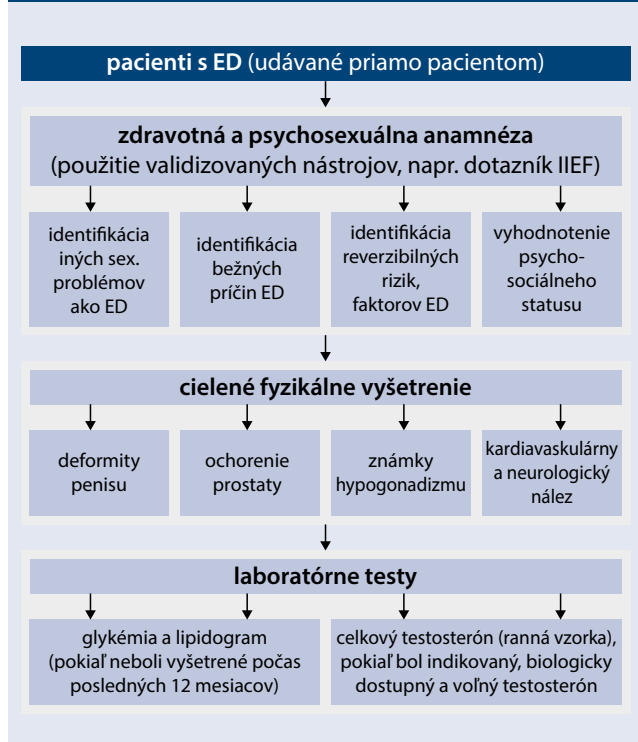 pacienti s ED (udávané priamo pacientom)
zdravotná a psychosexuálna anamnéza
(použitie validizovaných nástrojov, napr. dotazník IIEF)
identifikácia
iných sex.
problémov
ako ED
identifikácia
bežných
príčin ED
identifikácia
reverzibilných
rizik,
faktorov ED
vyhodnotenie
psycho-
sociálneho
statusu
cielené fyzikálne vyšetrenie
deformity
penisu
ochorenie
prostaty
známky
hypogonadizmu
kardiavaskulárny
a neurologický
nález
laboratórne testy
glykémia a lipidogram
(pokiaľ neboli vyšetrené počas
posledných 12 mesiacov)
celkový testosterón (ranná vzorka),
pokiaľ bol indikovaný, biologicky
dostupný a voľný testosterón